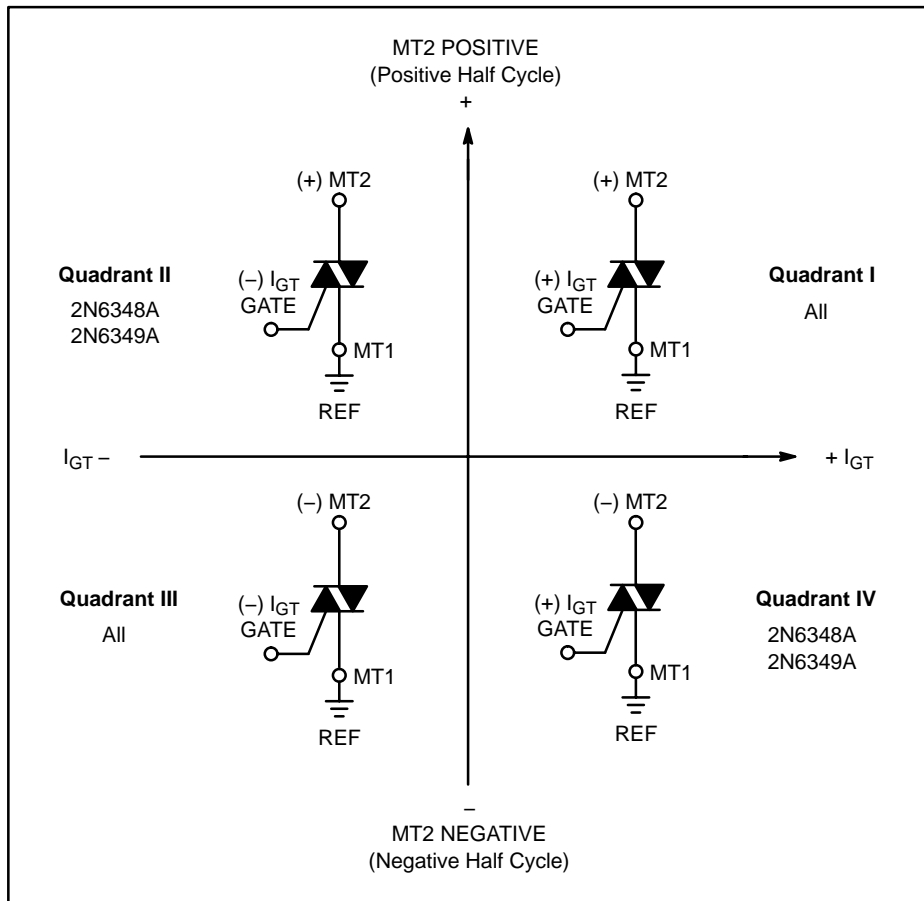 MT2 POSITIVE
(Positive Half Cycle)
+
(+) MT2
(+) MT2
Quadrant II
2N6348A
2N6349A
(–) IGT
GATE
MT1
REF
(+) IGT
GATE
MT1
REF
Quadrant I
All
IGT –
+ IGT
(–) MT2
(–) MT2
Quadrant III
All
(–) IGT
GATE
MT1
REF
(+) IGT
GATE
MT1
REF
Quadrant IV
2N6348A
2N6349A
–
MT2 NEGATIVE
(Negative Half Cycle)